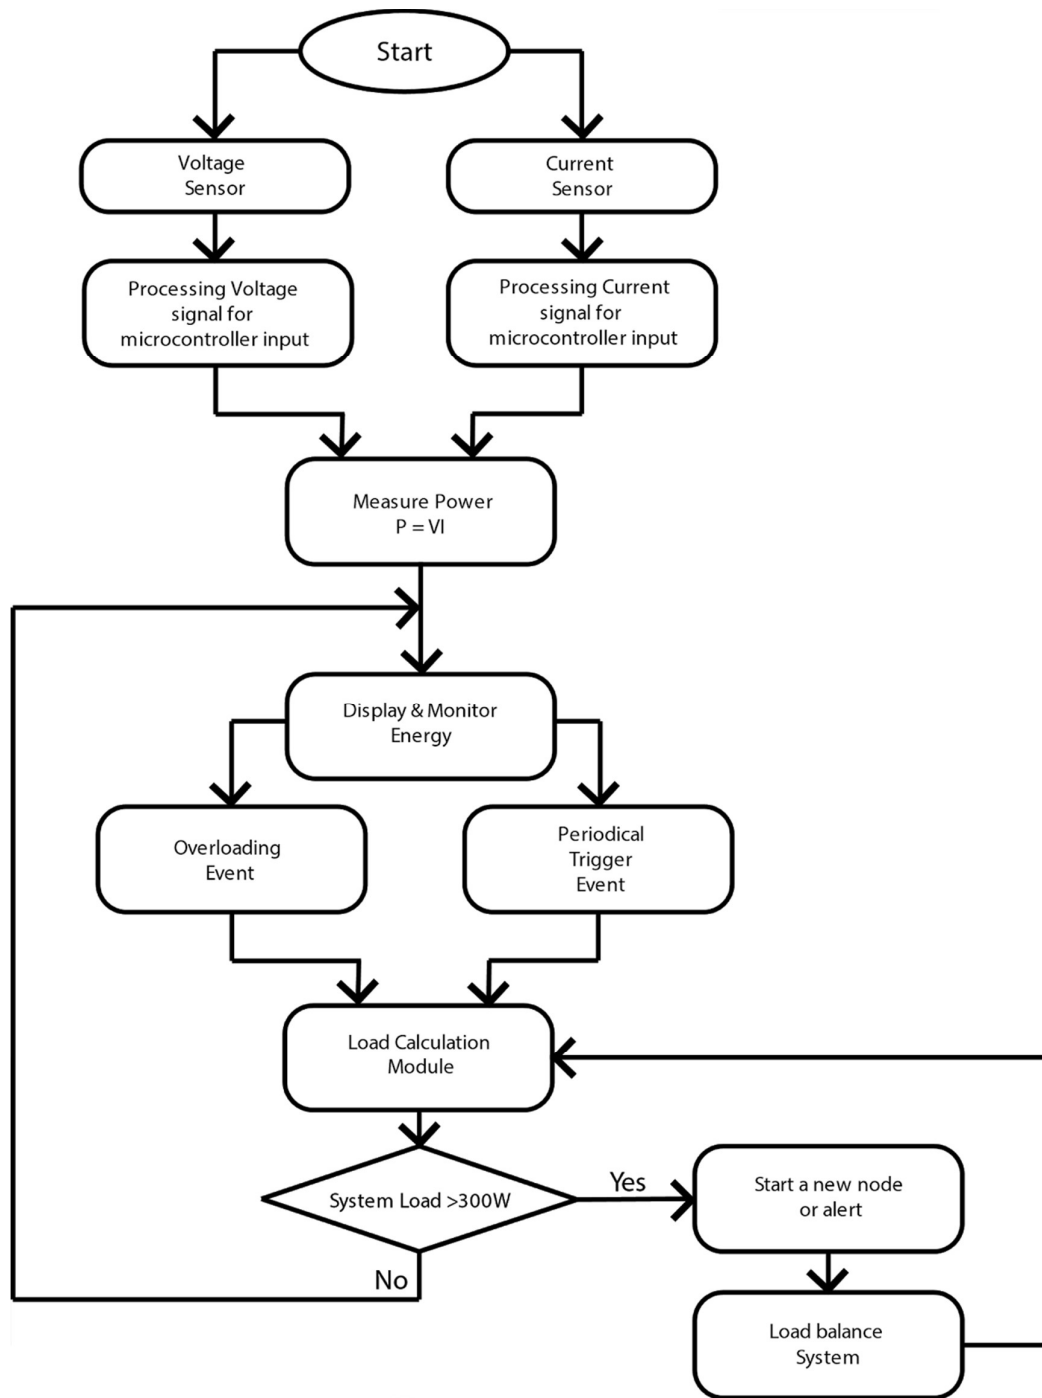 Start
Voltage
Sensor
Current
Sensor
Processing Voltage
signal for
microcontroller input
Processing Current
signal for
microcontroller input
Measure Power
P = VI
Display & Monitor
Energy
Overloading
Event
Periodical
Trigger
Event
Load Calculation
Module
System Load >300W
Yes
No
Start a new node
or alert
Load balance
System